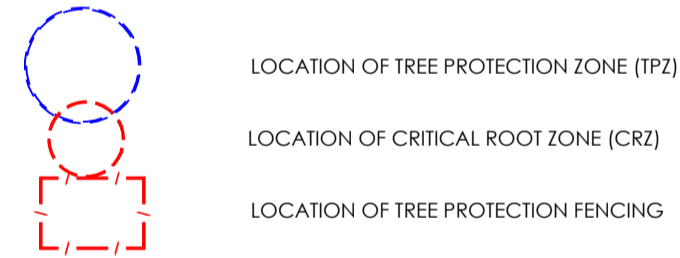 LOCATION OF TREE PROTECTION ZONE (TPZ)
LOCATION OF CRITICAL ROOT ZONE (CRZ)
LOCATION OF TREE PROTECTION FENCING